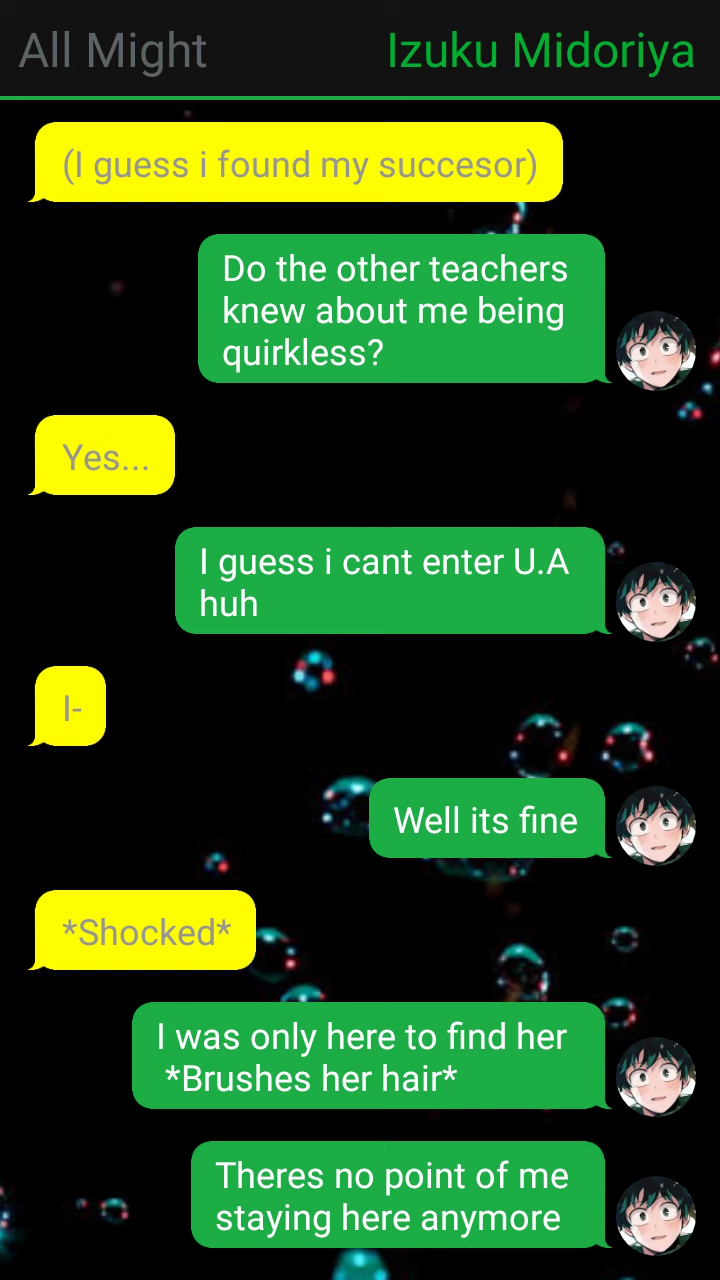 All Might
Izuku Midoriya
(I guess i found my succesor)
Do the other teachers
knew about me being
quirkless?
Yes...
I guess i cant enter U.A
huh
I-
Well its fine
*Shocked*
I was only here to find her
*Brushes her hair*
Theres no point of me
staying here anymore